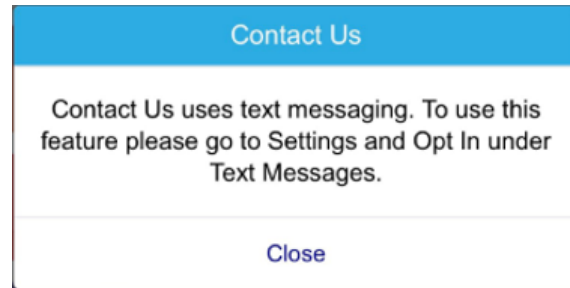 Contact Us
Contact Us uses text messaging. To use this
feature please go to Settings and Opt In under
Text Messages.
Close